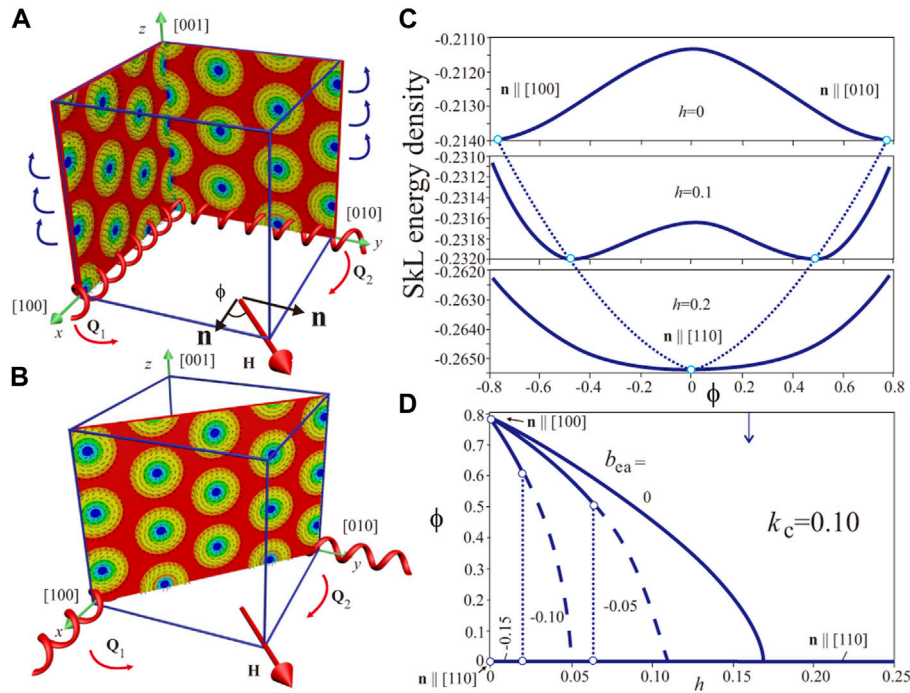 A
z
[001]
[010]
y
Q2
[100]
x
Q1
ϕ
n
n
H
B
z
[001]
[010]
y
Q2
[100]
x
Q1
H
C
SkL energy density
-0.2110
-0.2120
-0.2130
-0.2140
n || [100]
n || [010]
h=0
-0.2310
-0.2312
-0.2316
-0.2320
h=0.1
-0.2620
-0.2630
-0.2640
-0.2650
h=0.2
n || [110]
-0.8 -0.6 -0.4 -0.2 0 0.2 0.4 0.6 0.8
ϕ
D
0.8
0.7
0.6
0.5
0.4
0.3
0.2
0.1
0
ϕ
n || [100]
bea=
0
kc=0.10
-0.15
-0.10
-0.05
n || [110]
n || [110]
0.05 0.10 0.15 0.20 0.25
h